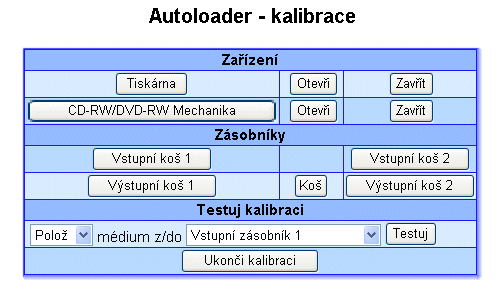 Autoloader - kalibrace
Zařízení
Tiskárna Otevři Zavřít
CD-RW/DVD-RW Mechanika Otevři Zavřít
Zásobníky
Vstupní koš 1 Vstupní koš 2
Výstupní koš 1 Koš Výstupní koš 2
Testuj kalibraci
Polož médium z/do Vstupní zásobník 1 Testuj
Ukonči kalibraci